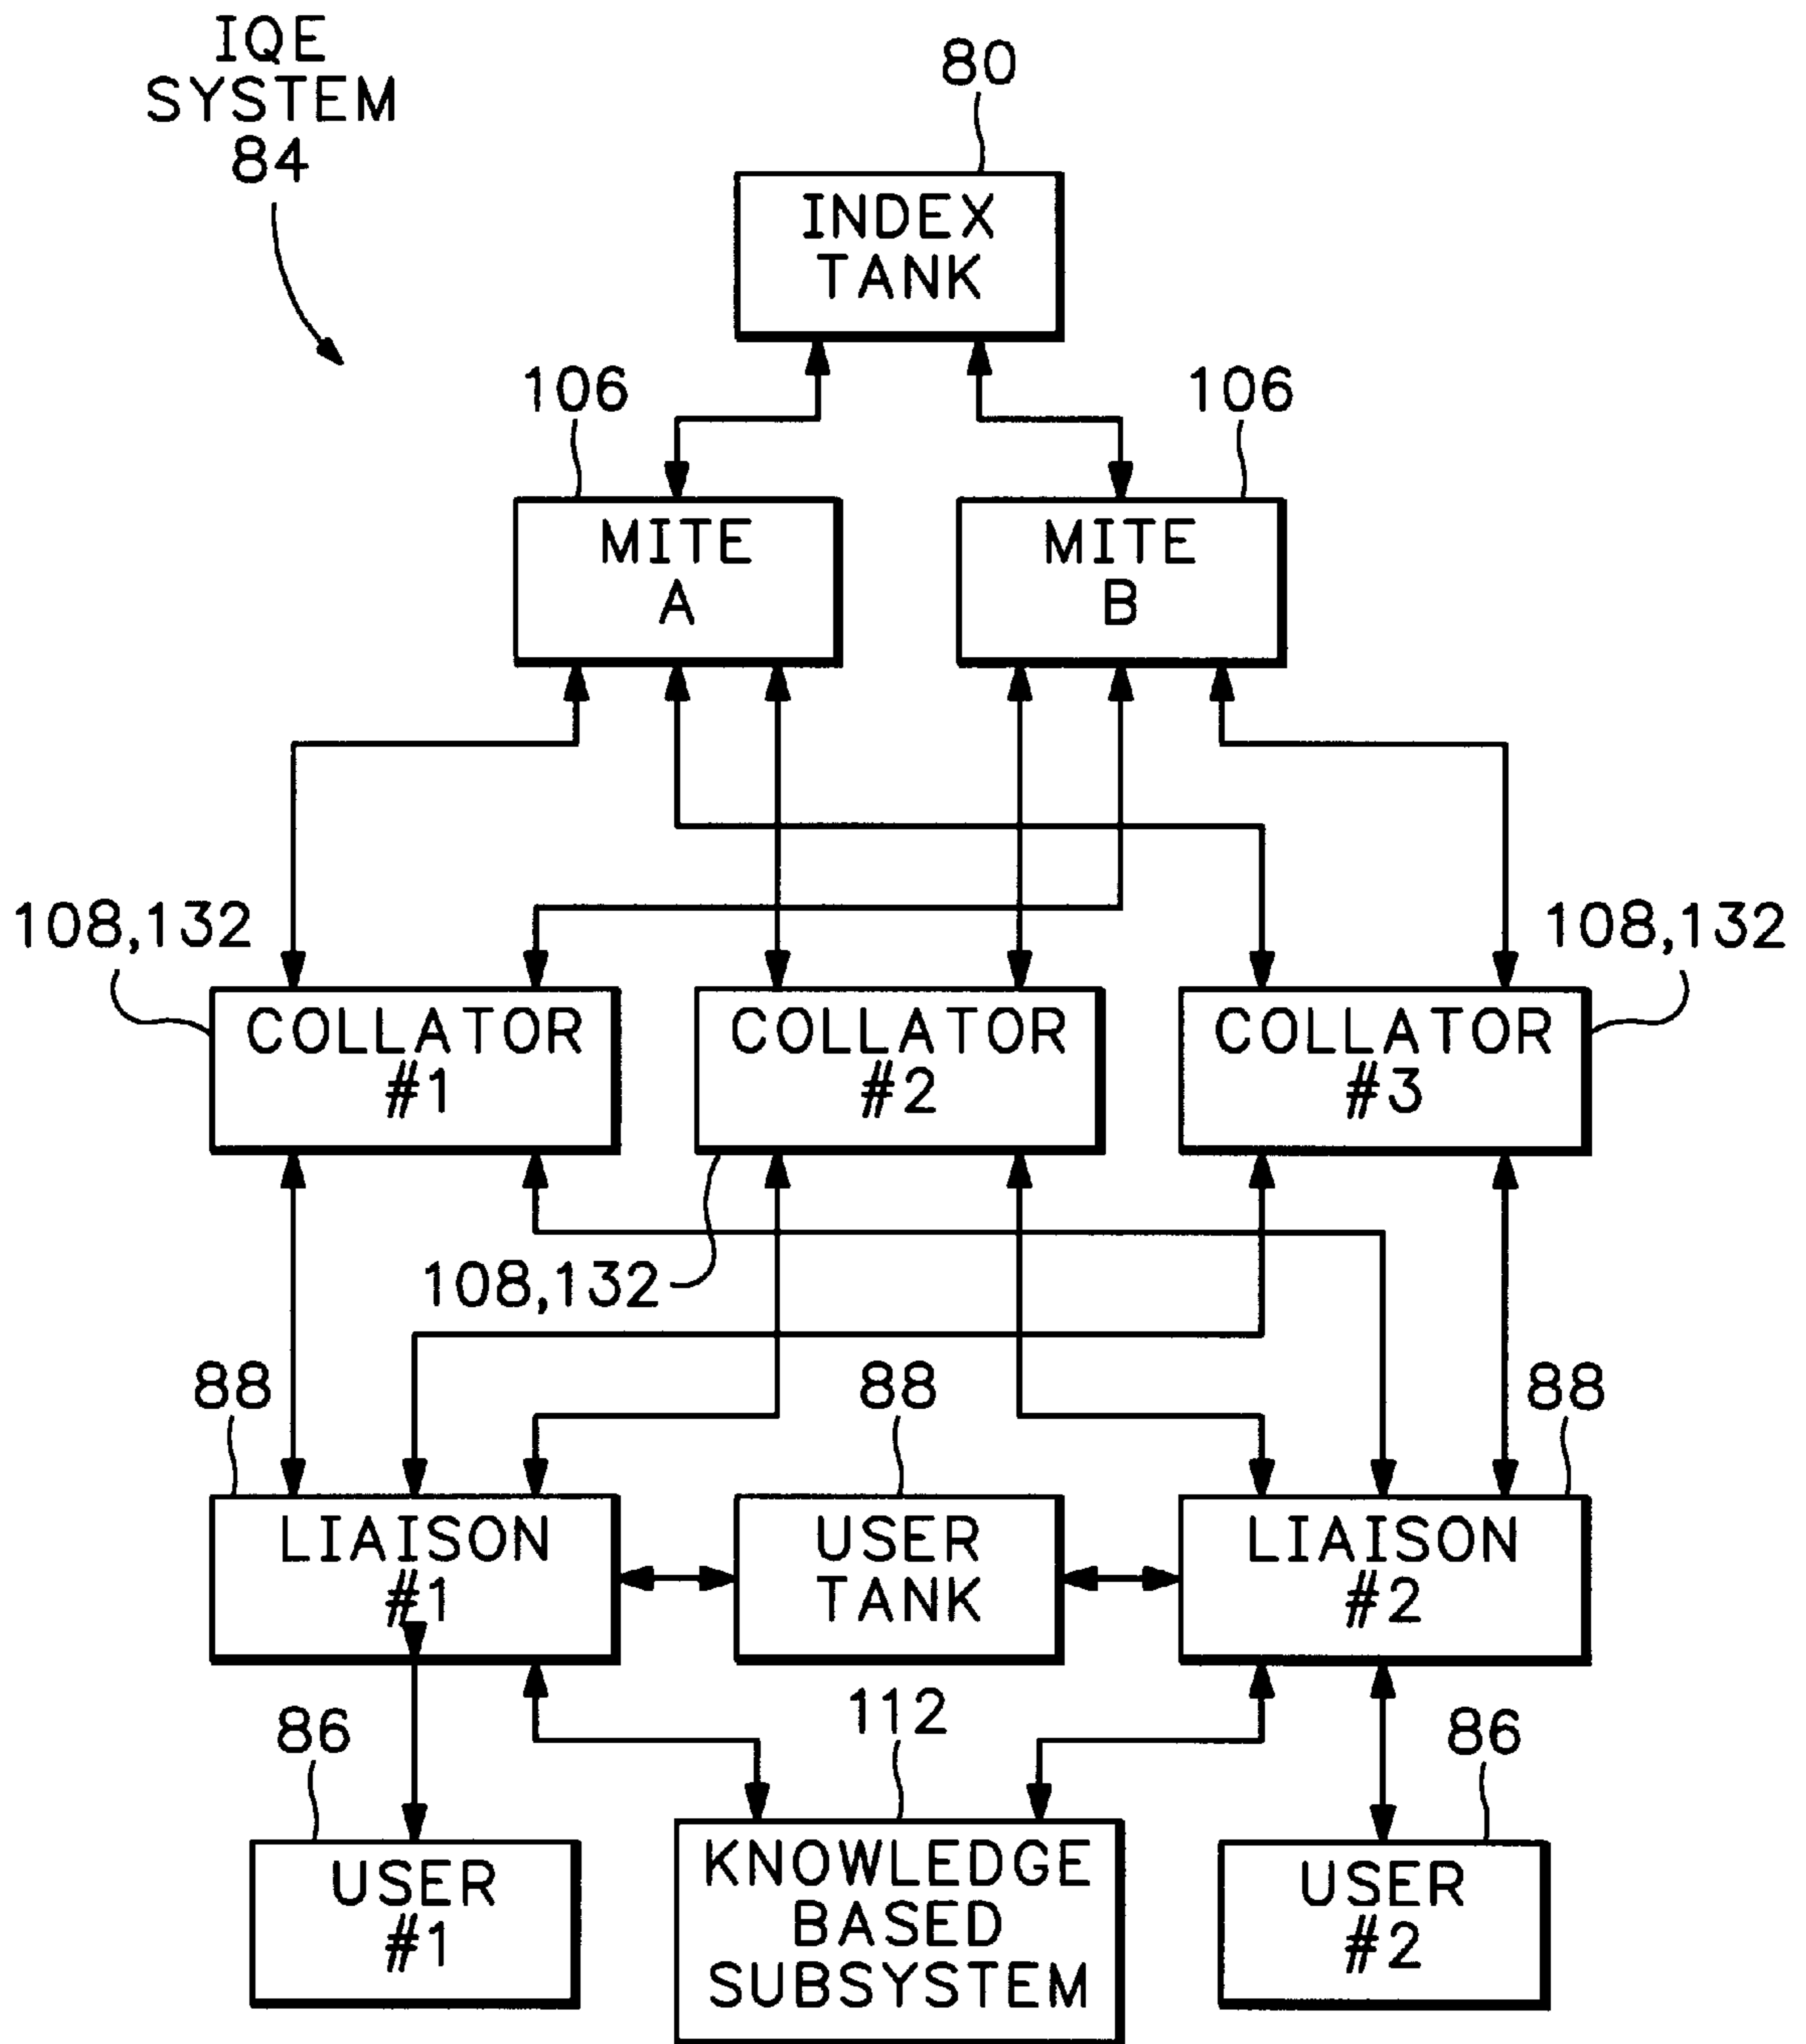 IQE
SYSTEM
84
80
INDEX
TANK
106
106
MITE
A
MITE
B
108,132
108,132
COLLATOR
#1
COLLATOR
#2
COLLATOR
#3
108,132
88
88
88
LIAISON
#1
USER
TANK
LIAISON
#2
86
112
86
USER
#1
KNOWLEDGE
BASED
SUBSYSTEM
USER
#2